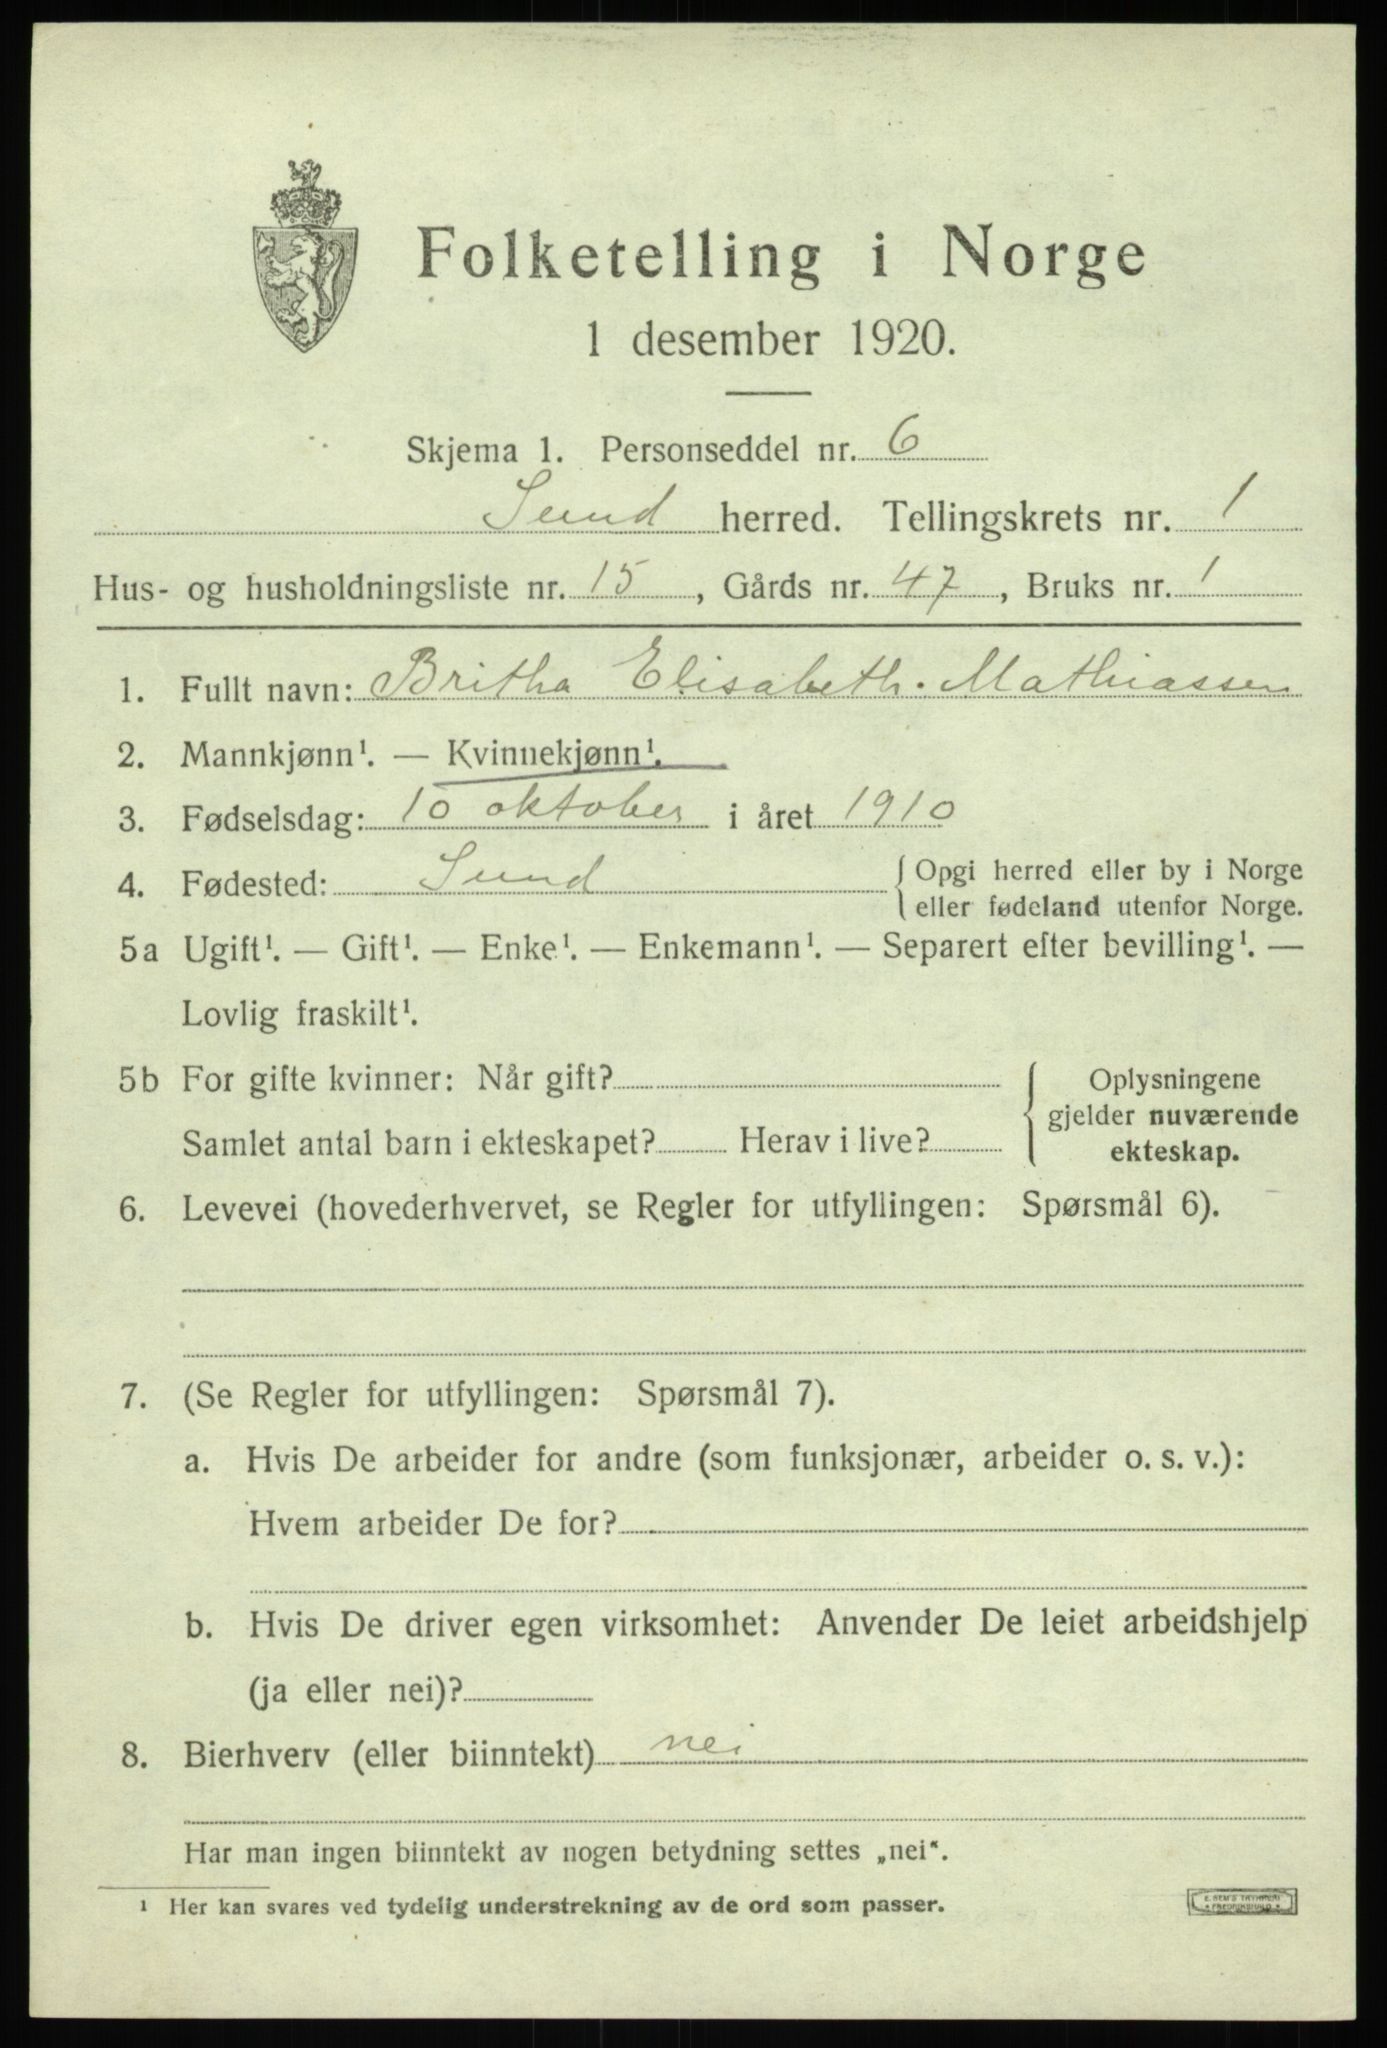 Folketelling i Norge
1 desember 1920.
Skjema 1. Personseddel nr. 6
Sund herred. Tellingskrets nr. 1
Hus- og husholdningsliste nr. 15, Gårds nr. 47, Bruks nr. 1
1. Fullt navn: Britha Elisabeth. Mathiassen
2. Mannkjønn¹. — Kvinnekjønn¹.
3. Fødselsdag: 10 oktober i året 1910
4. Fødested: Sund { Opgi herred eller by i Norge
eller fødeland utenfor Norge.
5a Ugift¹. — Gift¹. — Enke¹. — Enkemann¹. — Separert efter bevilling¹. —
Lovlig fraskilt¹.
5b For gifte kvinner: Når gift?
Samlet antal barn i ekteskapet? Herav i live?
{ Oplysningene
gjelder nuværende
ekteskap.
6. Levevei (hovederhvervet, se Regler for utfyllingen: Spørsmål 6).
7. (Se Regler for utfyllingen: Spørsmål 7).
a. Hvis De arbeider for andre (som funksjonær, arbeider o. s. v.):
Hvem arbeider De for?
b. Hvis De driver egen virksomhet: Anvender De leiet arbeidshjelp
(ja eller nei)?
8. Bierhverv (eller biinntekt) nei
Har man ingen biinntekt av nogen betydning settes „nei“.
¹ Her kan svares ved tydelig understrekning av de ord som passer.